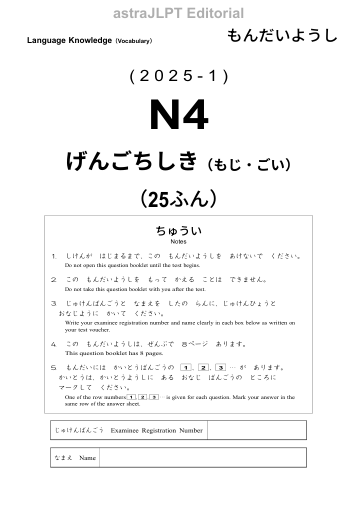 astraJLPT Editorial
Language Knowledge (Vocabulary)
もんだいようし
(2025-1)
N4
げんごちしき (もじ・ごい)
(25ふん)
ちゅうい
Notes
1. しけんが はじまるまで、この もんだいようしを あけないで ください。
Do not open this question booklet until the test begins.
2. この もんだいようしを もって かえる ことは できません。
Do not take this question booklet with you after the test.
3. じゅけんばんごうと なまえを したの らんに、じゅけんひょうと
おなじように かいて ください。
Write your examinee registration number and name clearly in each box below as written on
your test voucher.
4. この もんだいようしは、ぜんぶで 8ページ あります。
This question booklet has 8 pages.
5. もんだいには かいとうばんごうの 1、2、3 … が あります。
かいとうは、かいとうようしに ある おなじ ばんごうの ところに
マークして ください。
One of the row numbers 1, 2, 3 … is given for each question. Mark your answer in the
same row of the answer sheet.
じゅけんばんごう Examinee Registration Number
なまえ Name